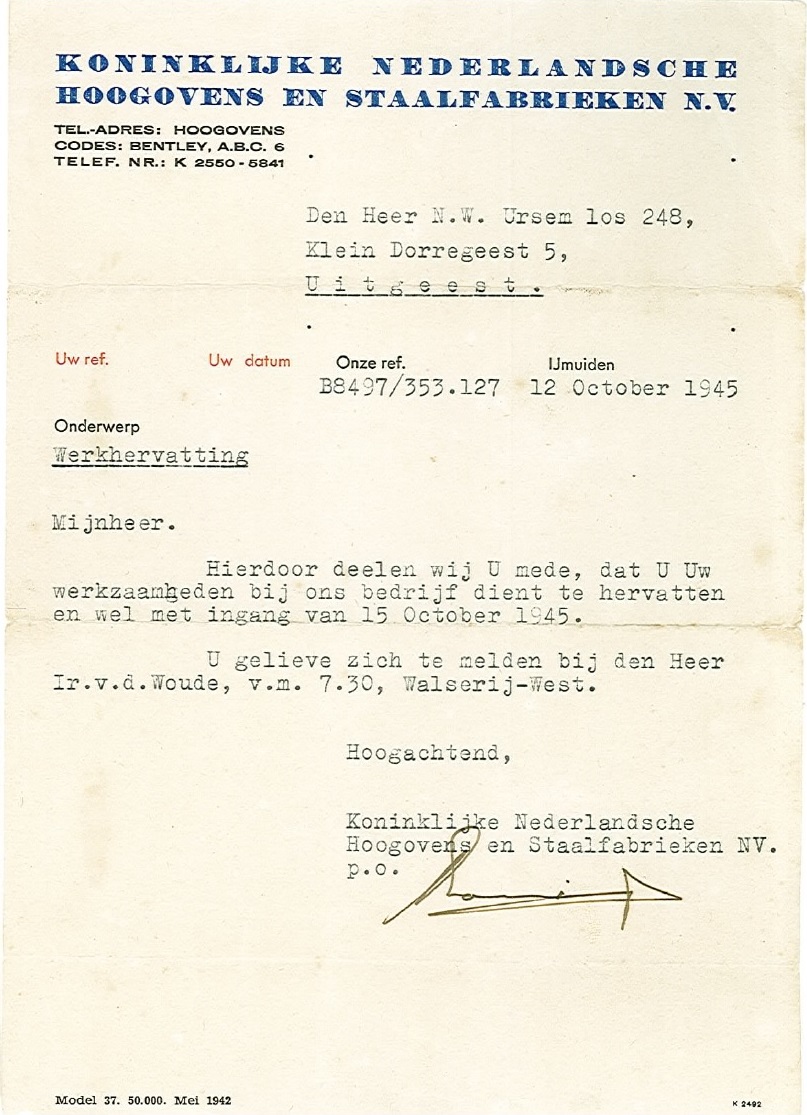 KONINKLIJKE NEDERLANDSCHE
HOOGOVENS EN STAALFABRIEKEN N.V.
TEL.-ADRES: HOOGOVENS
CODES: BENTLEY, A.B.C. 6
TELEF. NR.: K 2550-5841
Den Heer N.W. Ursem los 248,
Klein Dorregeest 5,
Uitgeest.
Uw ref. Uw datum Onze ref. IJmuiden
B8497/353.127 12 October 1945
Onderwerp
Werkhervatting
Mijnheer.
Hierdoor deelen wij U mede, dat U Uw
werkzaamheden bij ons bedrijf dient te hervatten
en wel met ingang van 15 October 1945.
U gelieve zich te melden bij den Heer
Ir.v.d.Woude, v.m. 7.30, Walserij-West.
Hoogachtend,
Koninklijke Nederlandsche
Hoogovens en Staalfabrieken NV.
p.o.
Model 37. 50.000. Mei 1942
K 2492